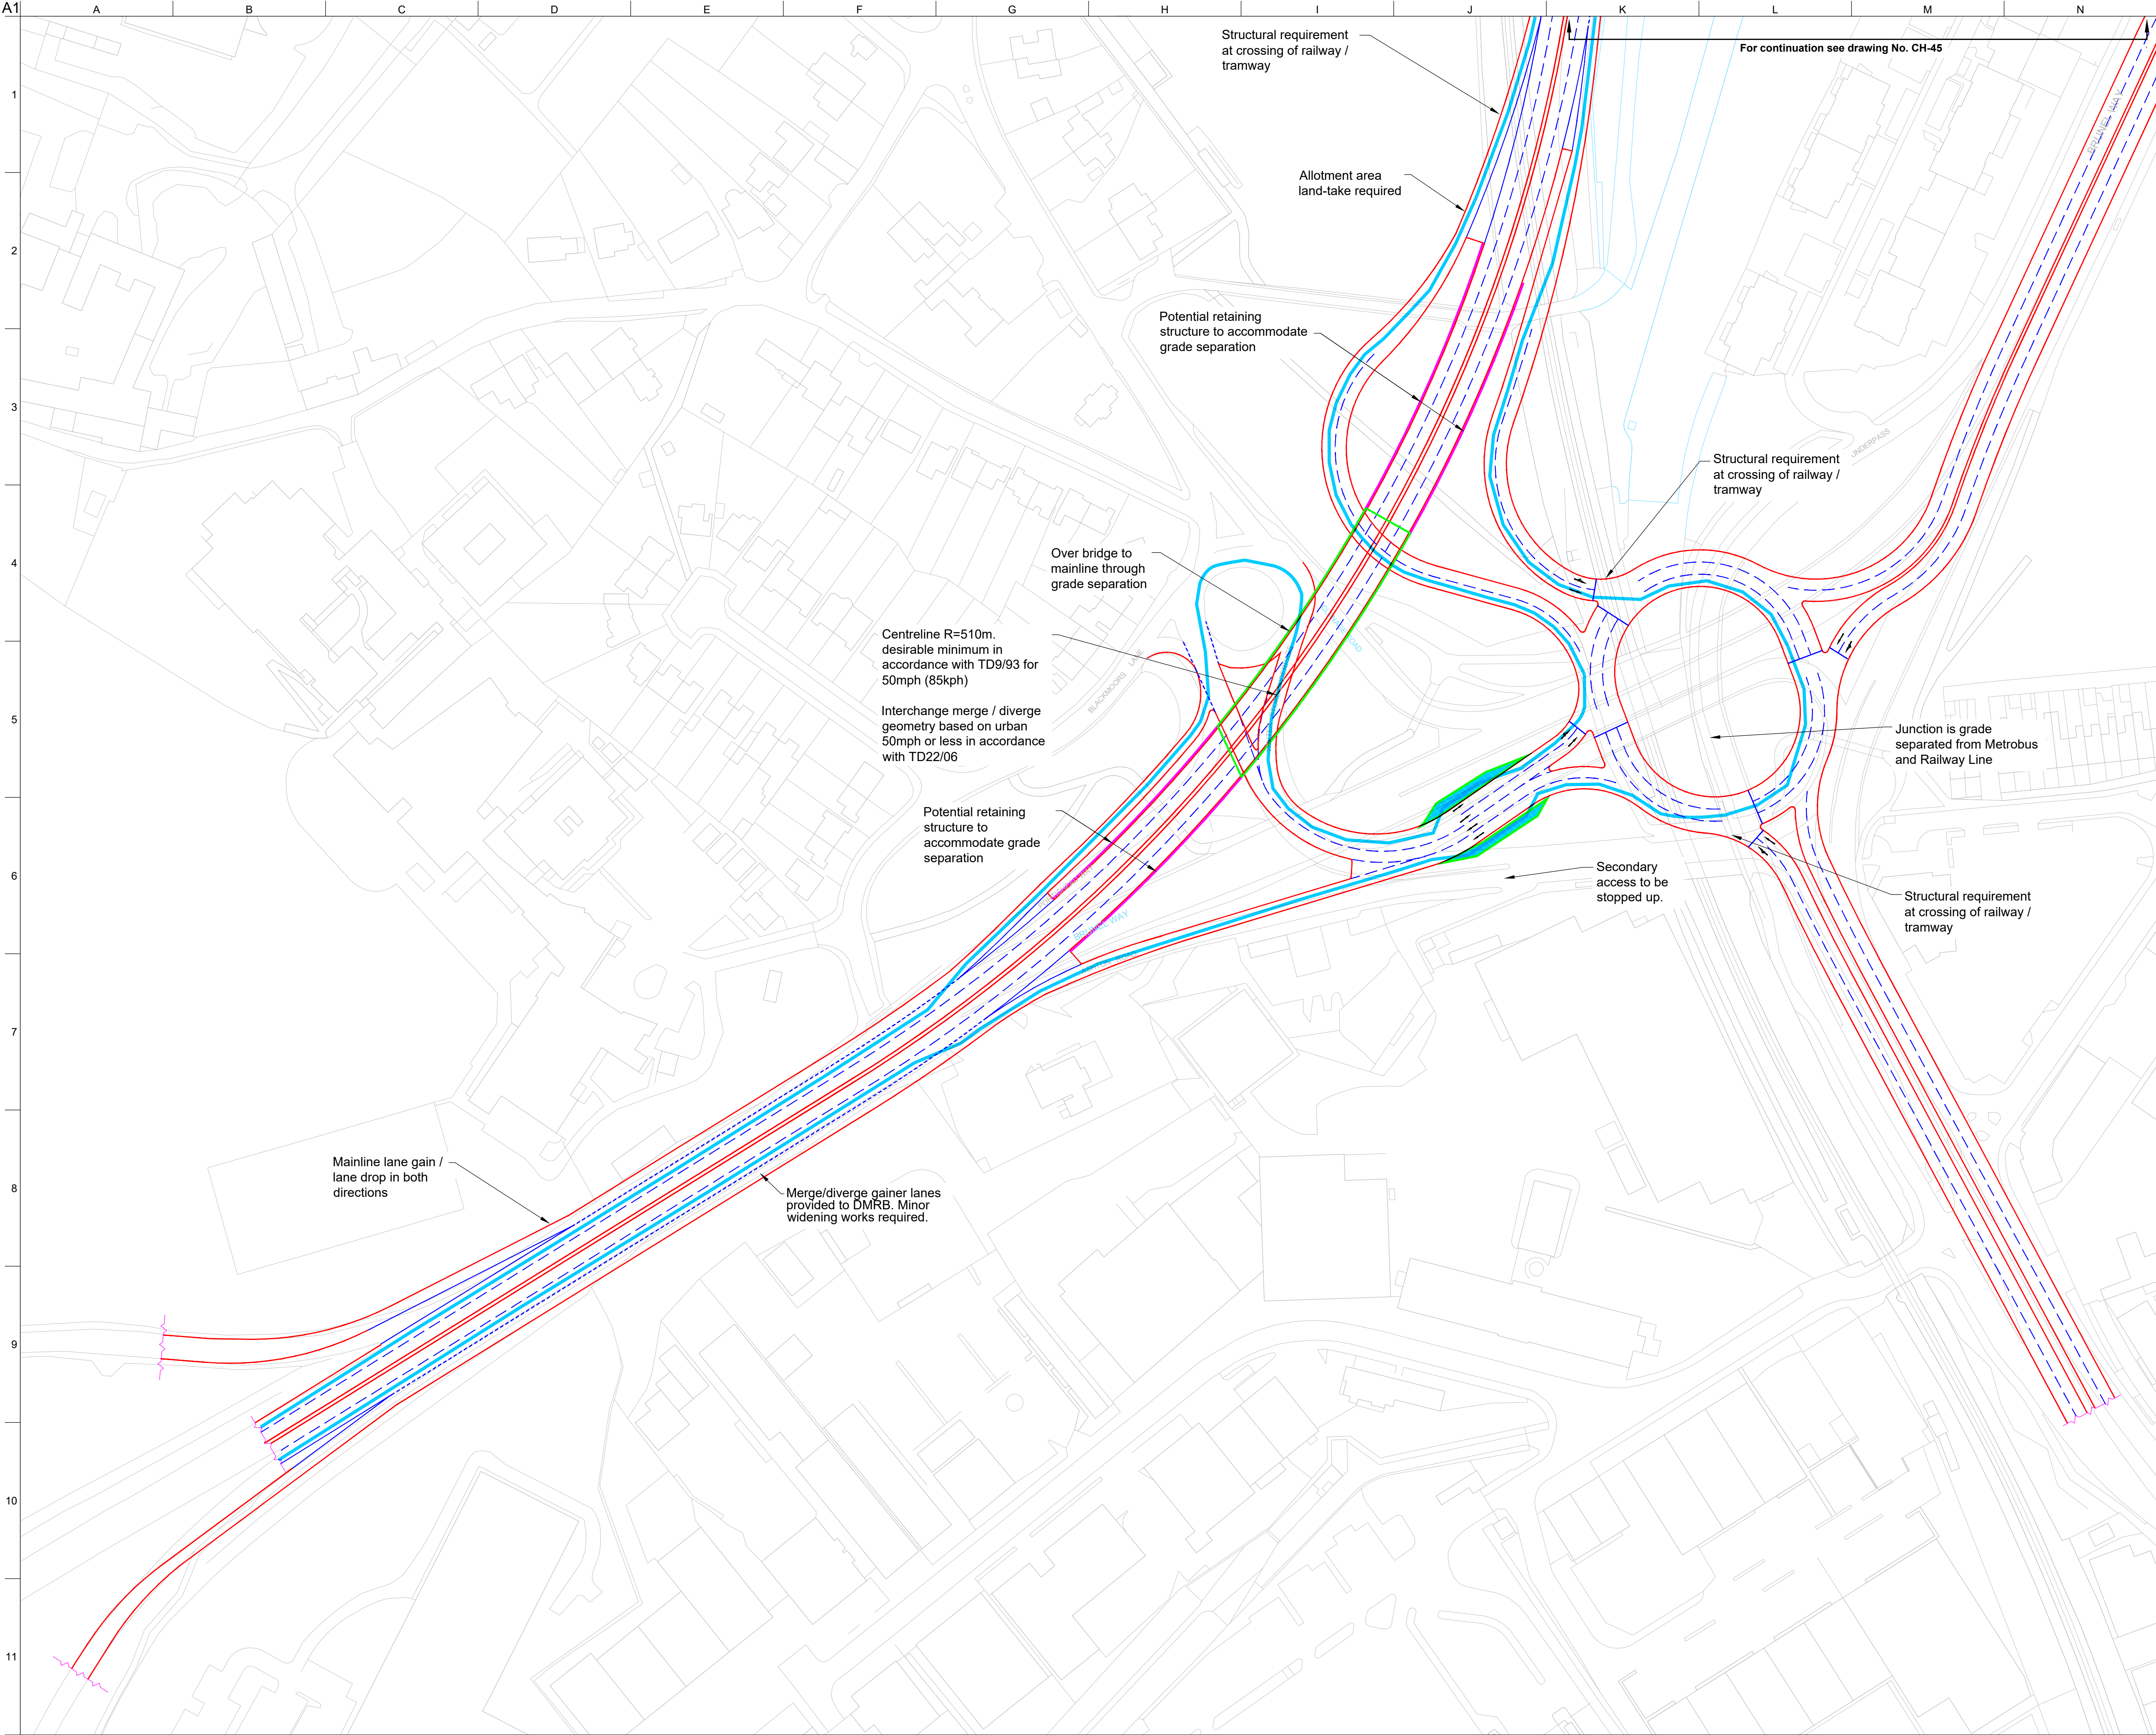 A1
A B C D E F G H I J K L M N
1
2
3
4
5
6
7
8
9
10
11
Structural requirement
at crossing of railway /
tramway
For continuation see drawing No. CH-45
BRUNEL WAY
Allotment area
land-take required
Potential retaining
structure to accommodate
grade separation
UNDERPASS
Structural requirement
at crossing of railway /
tramway
Over bridge to
mainline through
grade separation
Centreline R=510m.
desirable minimum in
accordance with TD9/93 for
50mph (85kph)
Interchange merge / diverge
geometry based on urban
50mph or less in accordance
with TD22/06
BLACKMOORS LANE
Junction is grade
separated from Metrobus
and Railway Line
Potential retaining
structure to
accommodate grade
separation
Secondary
access to be
stopped up.
Structural requirement
at crossing of railway /
tramway
BRUNEL WAY
Mainline lane gain /
lane drop in both
directions
Merge/diverge gainer lanes
provided to DMRB. Minor
widening works required.